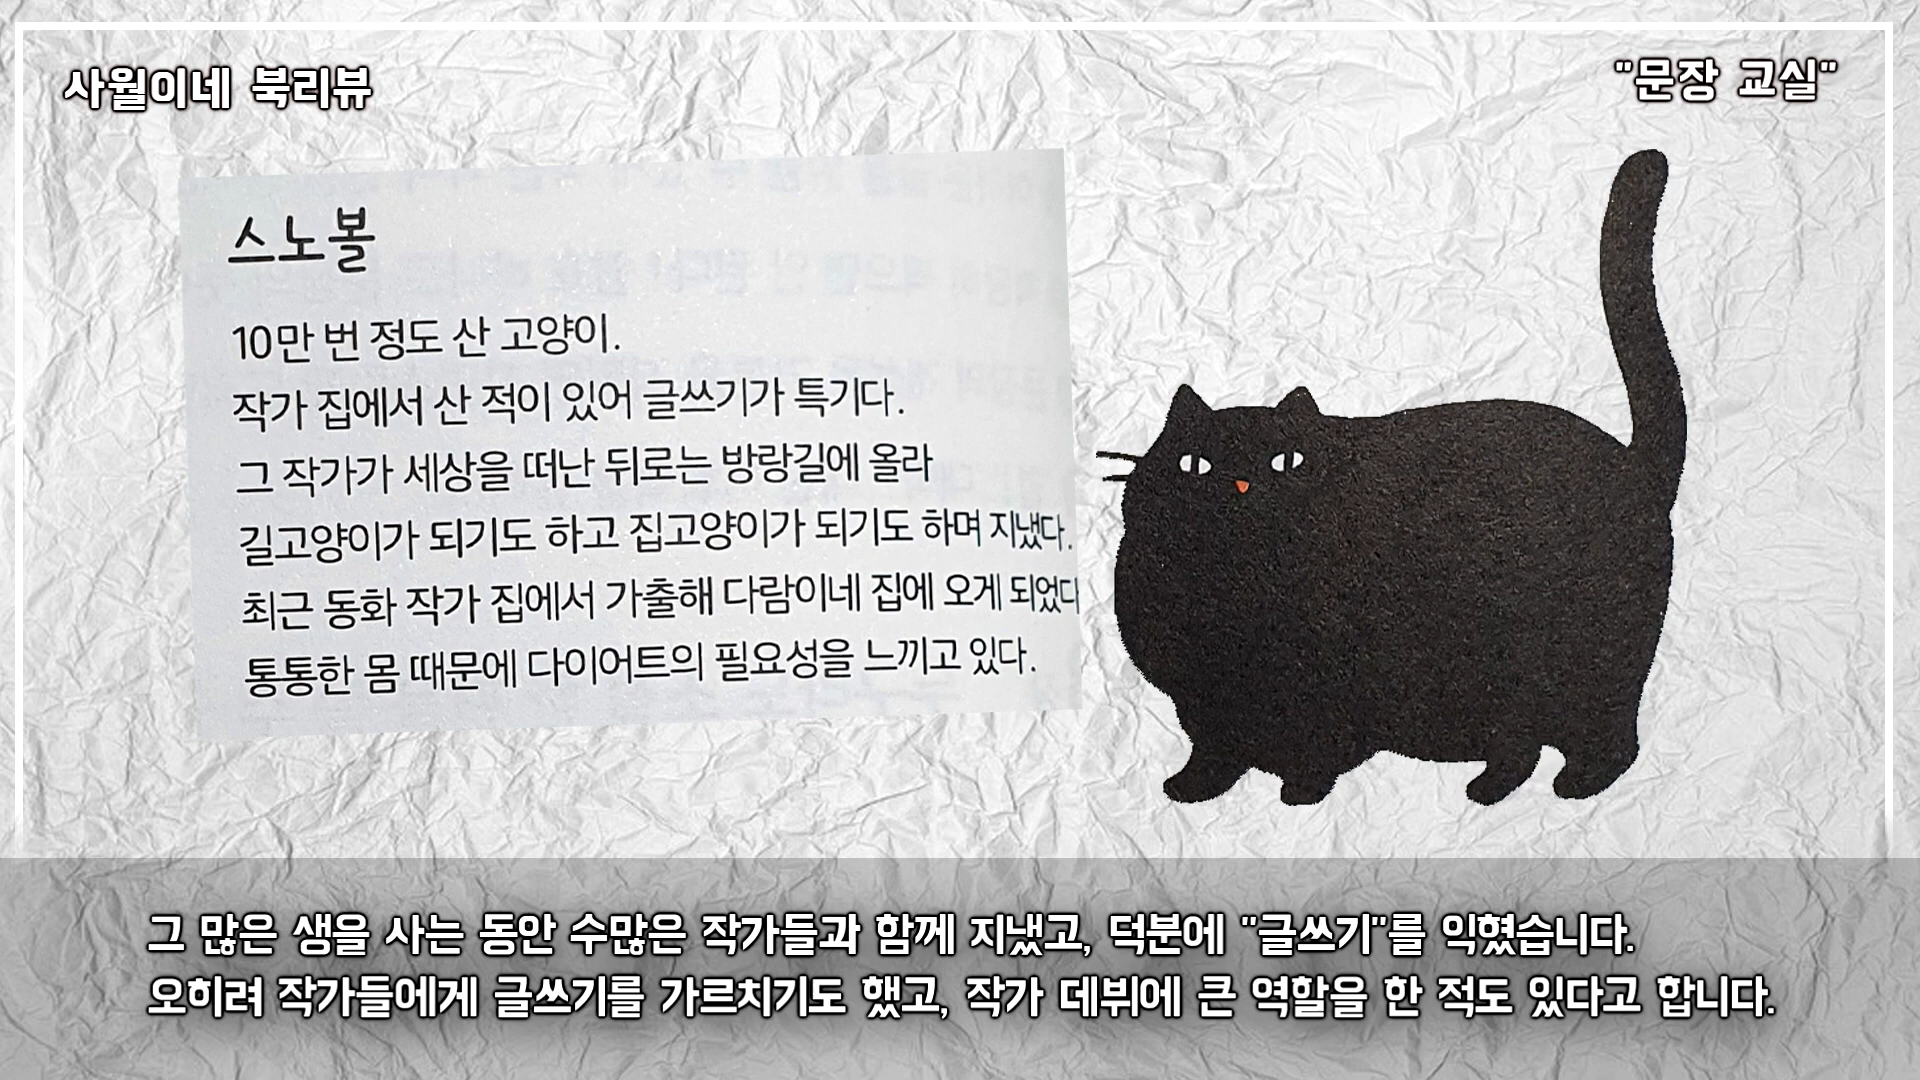 사월이네 북리뷰
"문장 교실"
스노볼
10만 번 정도 산 고양이.
작가 집에서 산 적이 있어 글쓰기가 특기다.
그 작가가 세상을 떠난 뒤로는 방랑길에 올라
길고양이가 되기도 하고 집고양이가 되기도 하며 지냈다.
최근 동화 작가 집에서 가출해 다람이네 집에 오게 되었다
통통한 몸 때문에 다이어트의 필요성을 느끼고 있다.
그 많은 생을 사는 동안 수많은 작가들과 함께 지냈고, 덕분에 "글쓰기"를 익혔습니다.
오히려 작가들에게 글쓰기를 가르치기도 했고, 작가 데뷔에 큰 역할을 한 적도 있다고 합니다.